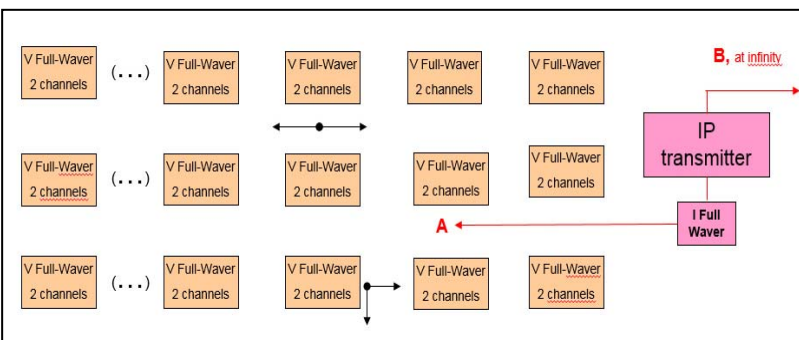 V Full-Waver
2 channels
(...)
V Full-Waver
2 channels
V Full-Waver
2 channels
V Full-Waver
2 channels
V Full-Waver
2 channels
B, at infinity
IP
transmitter
V Full-Waver
2 channels
(...)
V Full-Waver
2 channels
V Full-Waver
2 channels
V Full-Waver
2 channels
V Full-Waver
2 channels
A
I Full
Waver
V Full-Waver
2 channels
(...)
V Full-Waver
2 channels
V Full-Waver
2 channels
V Full-Waver
2 channels
V Full-Waver
2 channels